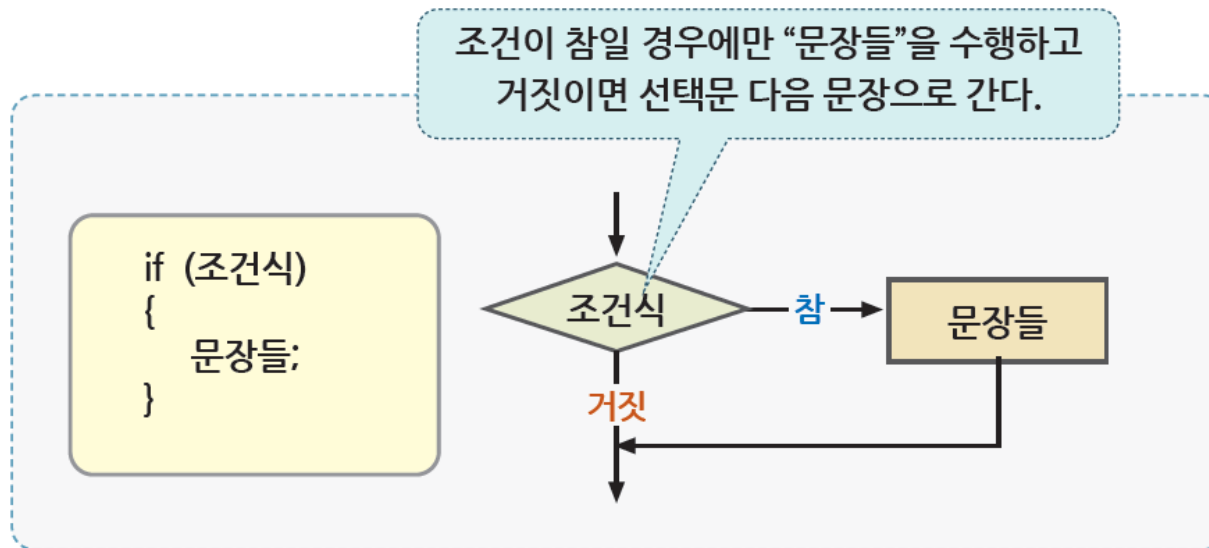 조건이 참일 경우에만 “문장들”을 수행하고
거짓이면 선택문 다음 문장으로 간다.
if (조건식)
{
문장들;
}
조건식
참
문장들
거짓